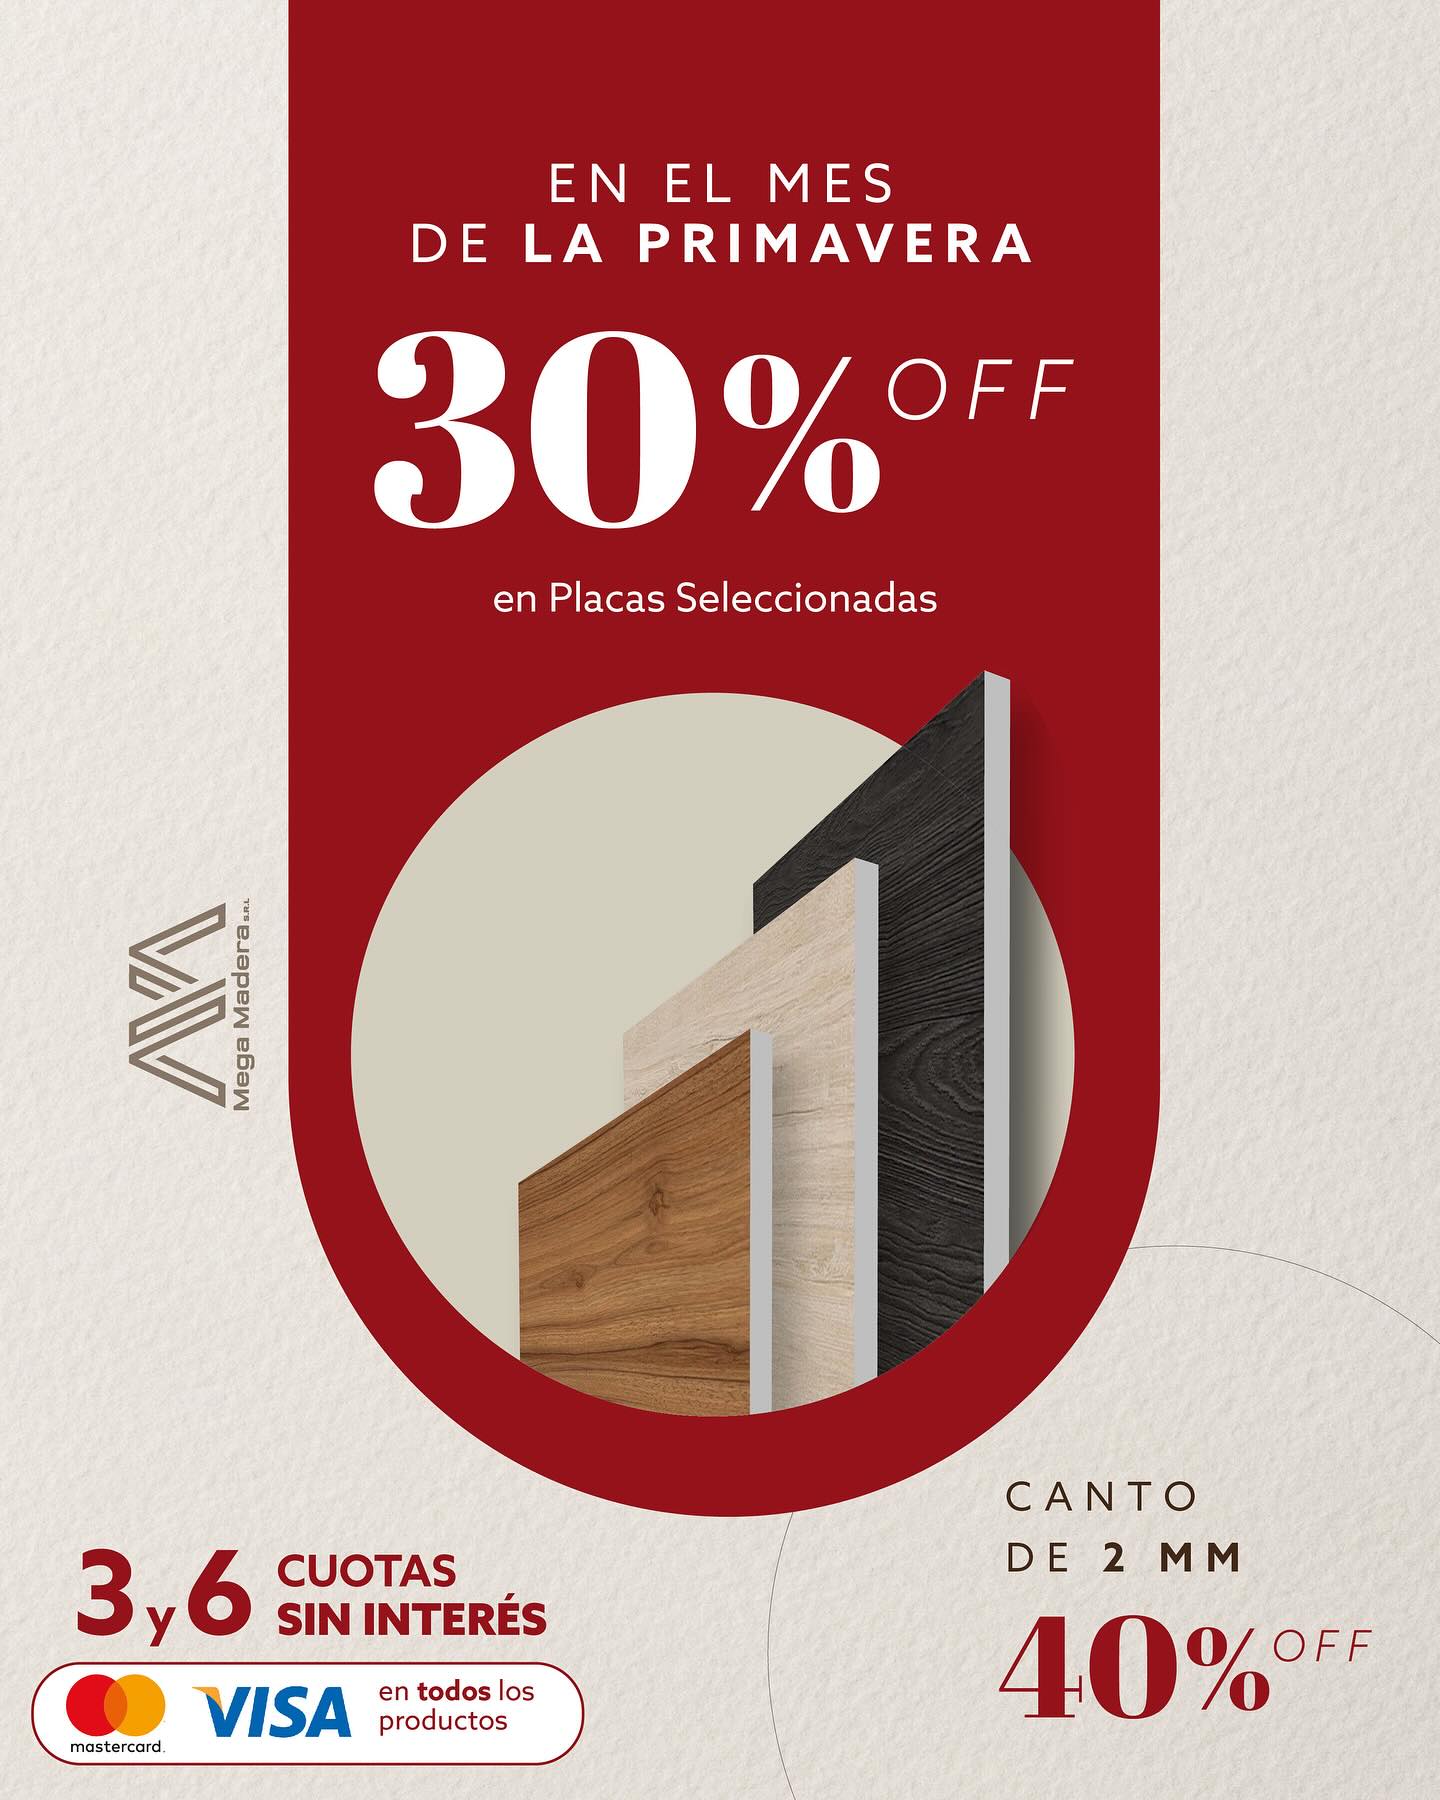 EN EL MES
DE LA PRIMAVERA
30% OFF
en Placas Seleccionadas
Mega Madera S.R.L
CANTO
DE 2 MM
40% OFF
3 y 6 CUOTAS
SIN INTERÉS
mastercard.
VISA
en todos los
productos